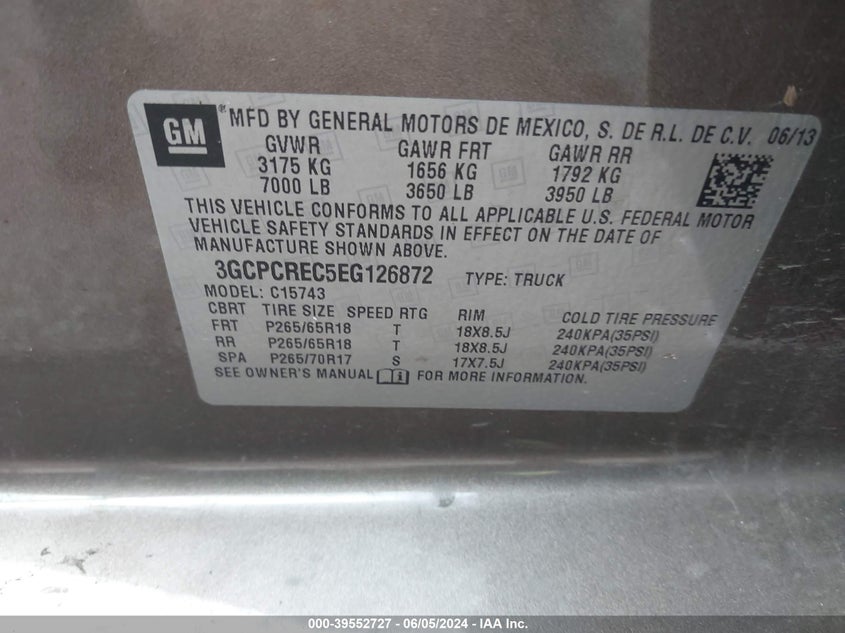 GM® MFD BY GENERAL MOTORS DE MEXICO, S. DE R.L. DE C.V. 06/13
GVWR GAWR FRT GAWR RR
3175 KG 1656 KG 1792 KG
7000 LB 3650 LB 3950 LB
THIS VEHICLE CONFORMS TO ALL APPLICABLE U.S. FEDERAL MOTOR
VEHICLE SAFETY STANDARDS IN EFFECT ON THE DATE OF
MANUFACTURE SHOWN ABOVE.
3GCPCREC5EG126872 TYPE: TRUCK
MODEL: C15743
CBRT TIRE SIZE SPEED RTG RIM COLD TIRE PRESSURE
FRT P265/65R18 T 18X8.5J 240KPA(35PSI)
RR P265/65R18 T 18X8.5J 240KPA(35PSI)
SPA P265/70R17 S 17X7.5J 240KPA(35PSI)
SEE OWNER'S MANUAL FOR MORE INFORMATION.
000-39552727 - 06/05/2024 - IAA Inc.